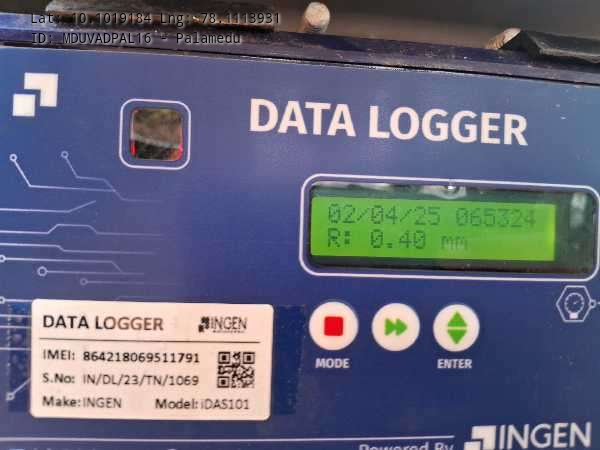 Lat: 10.1019184 Lng: 78.1113931
ID: MDUVADPAL16 - Palamedu
DATA LOGGER
02/04/25 065324
R: 0.40 mm
DATA LOGGER INGEN
IMEI: 864218069511791
S.No: IN/DL/23/TN/1069
Make: INGEN Model: iDAS101
MODE
ENTER
Powered By INGEN